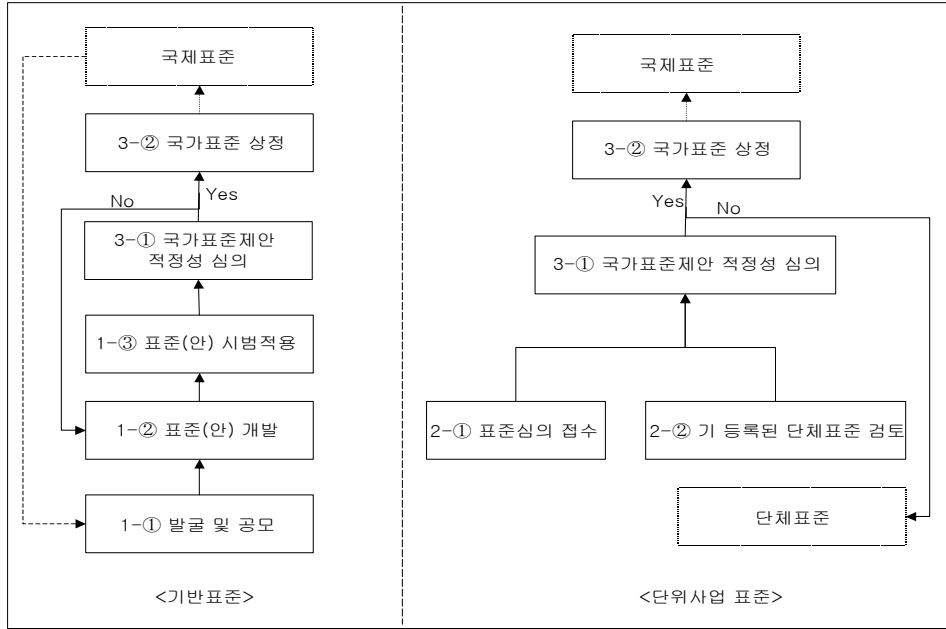 국제표준
3-② 국가표준 상정
No
Yes
3-① 국가표준제안
적정성 심의
1-③ 표준(안) 시범적용
1-② 표준(안) 개발
1-① 발굴 및 공모
<기반표준>
국제표준
3-② 국가표준 상정
Yes
No
3-① 국가표준제안 적정성 심의
2-① 표준심의 접수
2-② 기 등록된 단체표준 검토
단체표준
<단위사업 표준>